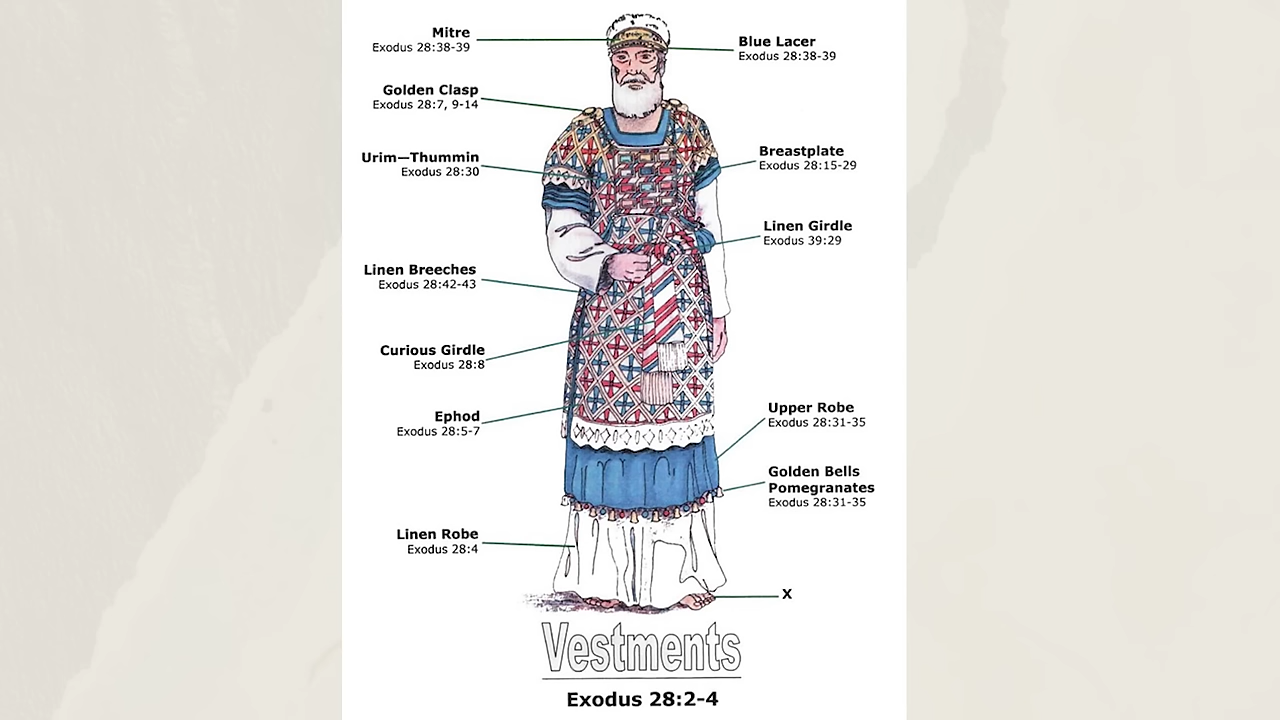 Mitre
Exodus 28:38-39
Blue Lacer
Exodus 28:38-39
Golden Clasp
Exodus 28:7, 9-14
Urim—Thummin
Exodus 28:30
Breastplate
Exodus 28:15-29
Linen Girdle
Exodus 39:29
Linen Breeches
Exodus 28:42-43
Curious Girdle
Exodus 28:8
Ephod
Exodus 28:5-7
Upper Robe
Exodus 28:31-35
Golden Bells
Pomegranates
Exodus 28:31-35
Linen Robe
Exodus 28:4
X
Vestments
Exodus 28:2-4